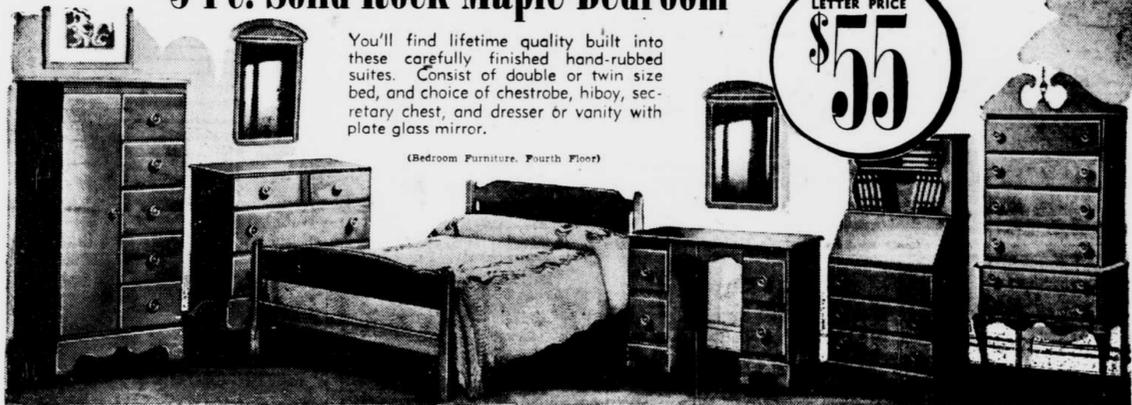 Pc. Solid Rock Maple Bedroom
LETTER PRICE
$55
You'll find lifetime quality built into
these carefully finished hand-rubbed
suites. Consist of double or twin size
bed, and choice of chestrobe, hiboy, sec-
retary chest, and dresser or vanity with
plate glass mirror.
(Bedroom Furniture. Fourth Floor)